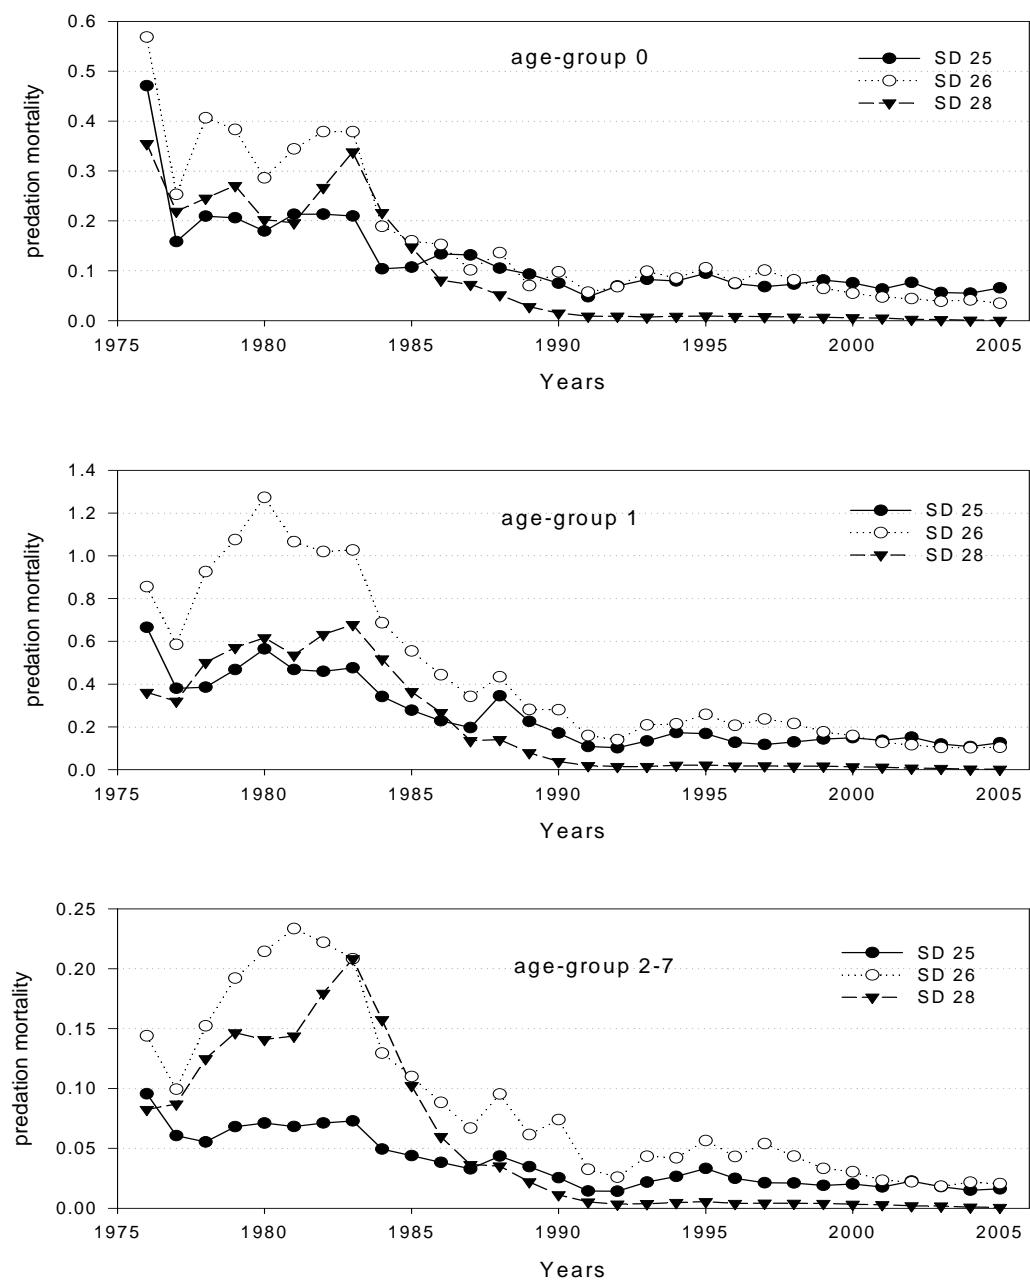 0.6
age-group 0
SD 25
SD 26
SD 28
0.5
0.4
0.3
0.2
0.1
0.0
predation mortality
1975 1980 1985 1990 1995 2000 2005
Years
1.4
1.2
age-group 1
SD 25
SD 26
SD 28
1.0
0.8
0.6
0.4
0.2
0.0
predation mortality
1975 1980 1985 1990 1995 2000 2005
Years
0.25
age-group 2-7
SD 25
SD 26
SD 28
0.20
0.15
0.10
0.05
0.00
predation mortality
1975 1980 1985 1990 1995 2000 2005
Years